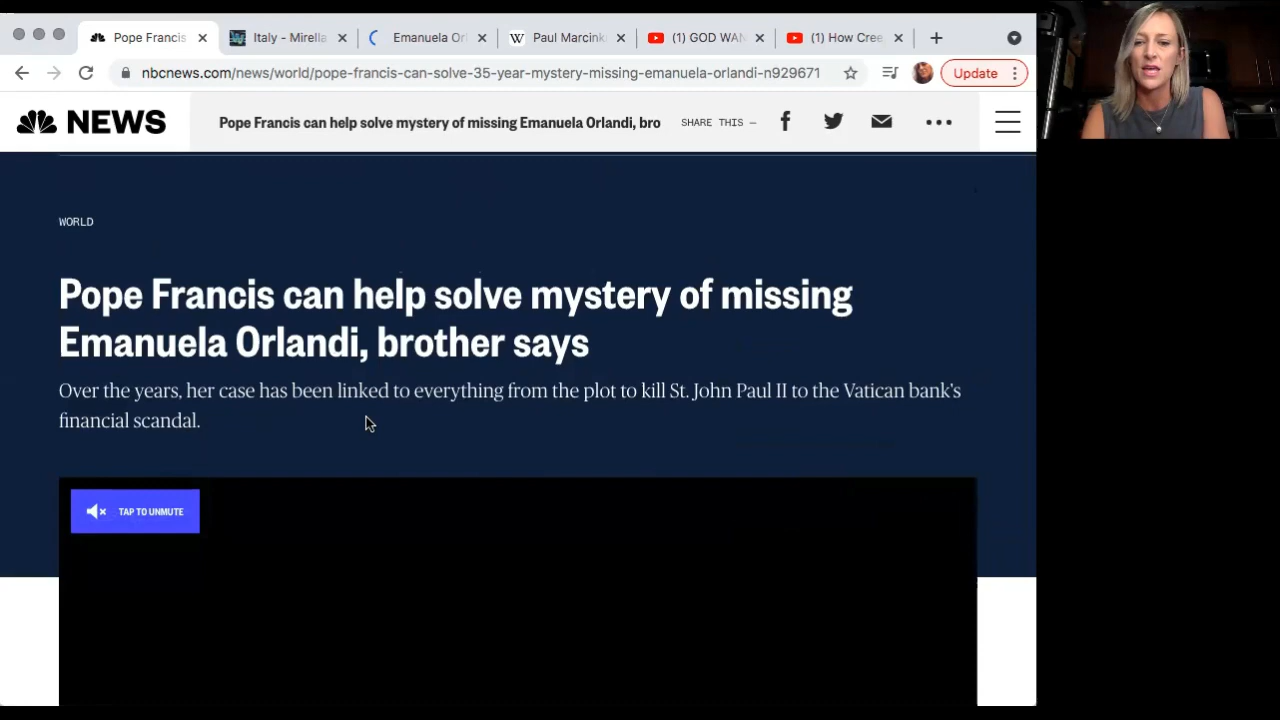 Pope Francis
Italy - Mirella
Emanuela Orl
Paul Marcink
(1) GOD WAN
(1) How Cree
nbcnews.com/news/world/pope-francis-can-solve-35-year-mystery-missing-emanuela-orlandi-n929671
Update
NEWS
Pope Francis can help solve mystery of missing Emanuela Orlandi, bro
SHARE THIS —
WORLD
Pope Francis can help solve mystery of missing
Emanuela Orlandi, brother says
Over the years, her case has been linked to everything from the plot to kill St. John Paul II to the Vatican bank's
financial scandal.
TAP TO UNMUTE